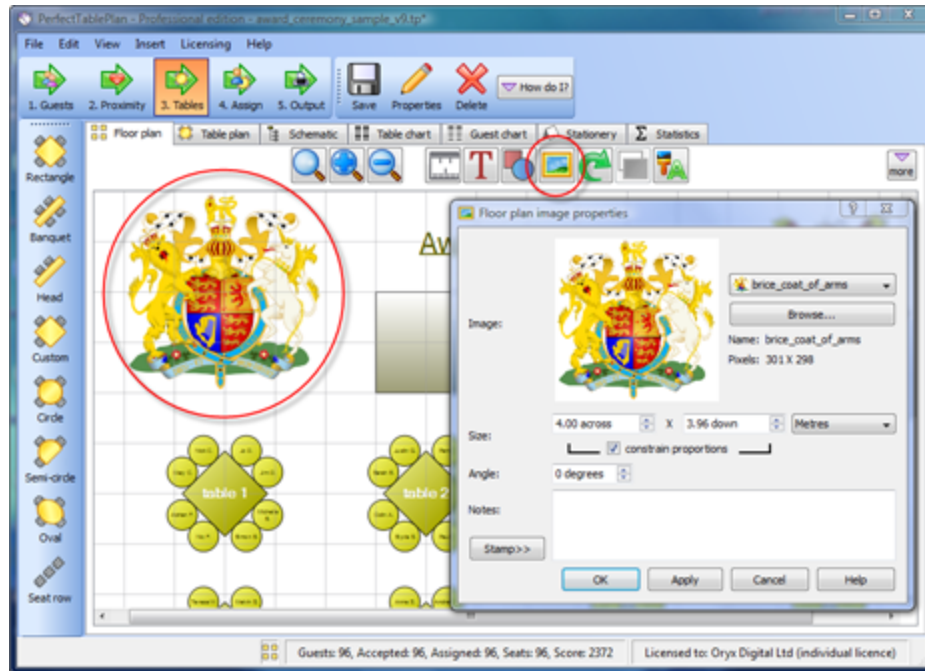 PerfectTablePlan - Professional edition - award_ceremony_sample_v9.tp*
File Edit View Insert Licensing Help
1. Guests 2. Proximity 3. Tables 4. Assign 5. Output Save Properties Delete How do I?
Floor plan Table plan Schematic Table chart Guest chart Stationery Statistics
Rectangle
more
Banquet
Head
Custom
Circle
Semi-circle
Oval
Seat row
Aw
table 1
table 2
Floor plan image properties
Image:
brice_coat_of_arms
Browse...
Name: brice_coat_of_arms
Pixels: 301 X 298
Size: 4.00 across X 3.96 down Metres
constrain proportions
Angle: 0 degrees
Notes:
Stamp>>
OK Apply Cancel Help
Guests: 96, Accepted: 96, Assigned: 96, Seats: 96, Score: 2372 Licensed to: Oryx Digital Ltd (individual licence)